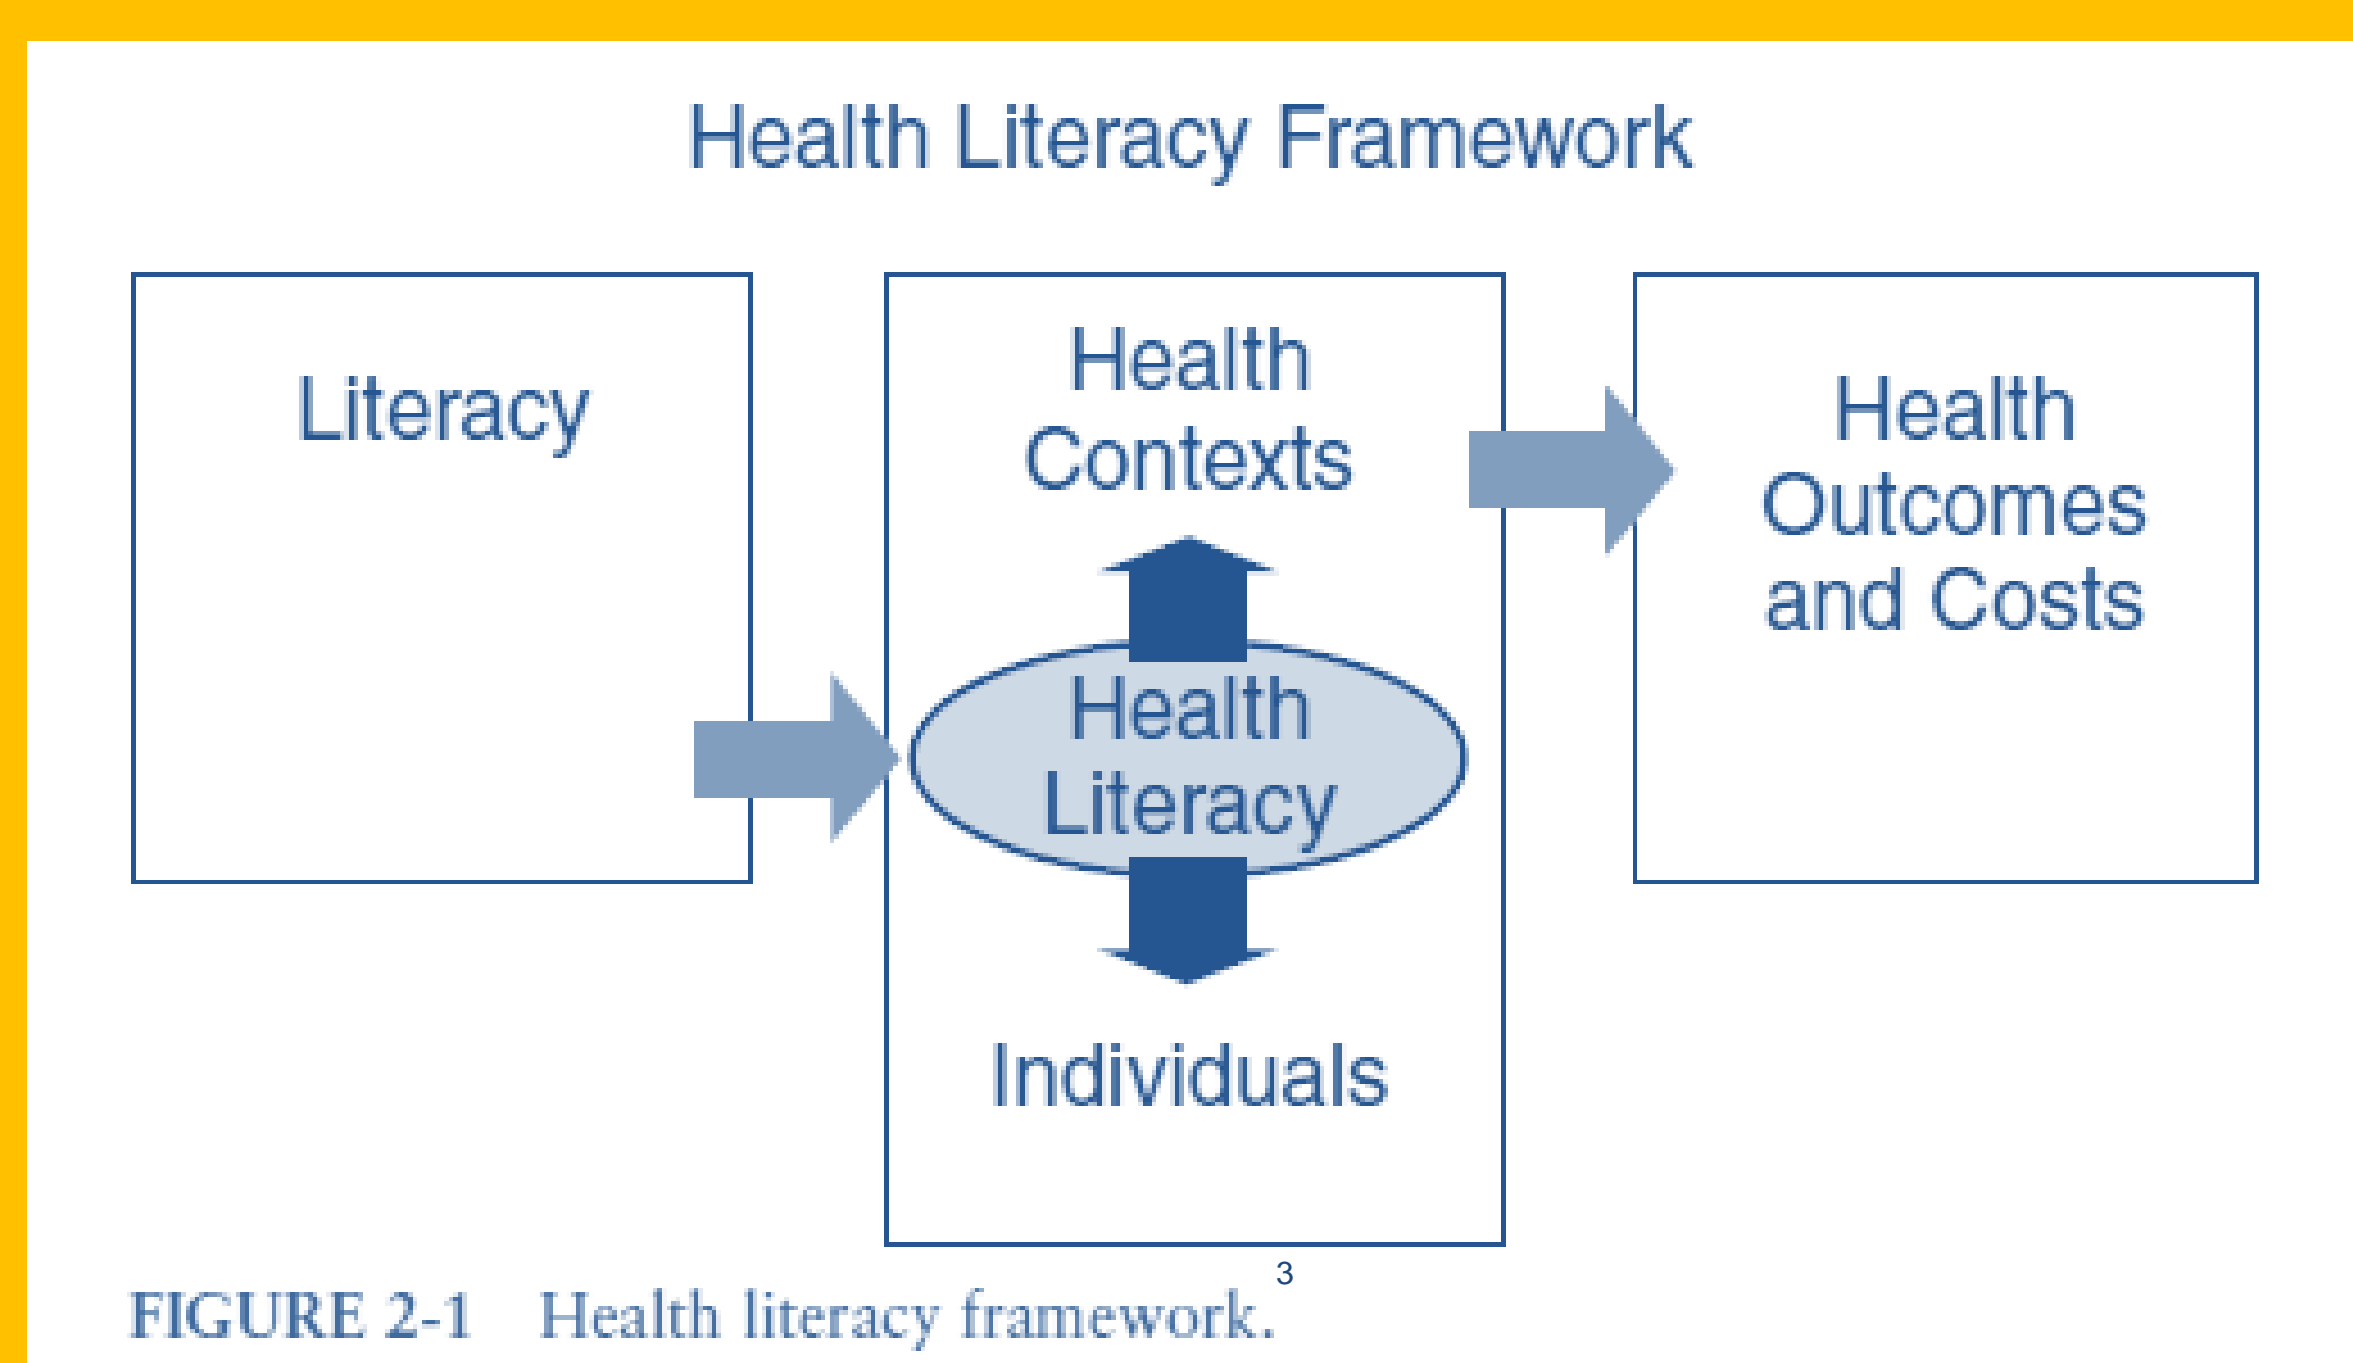 Health Literacy Framework
Literacy
Health
Contexts
Health
Literacy
Individuals
Health
Outcomes
and Costs
3
FIGURE 2-1 Health literacy framework.